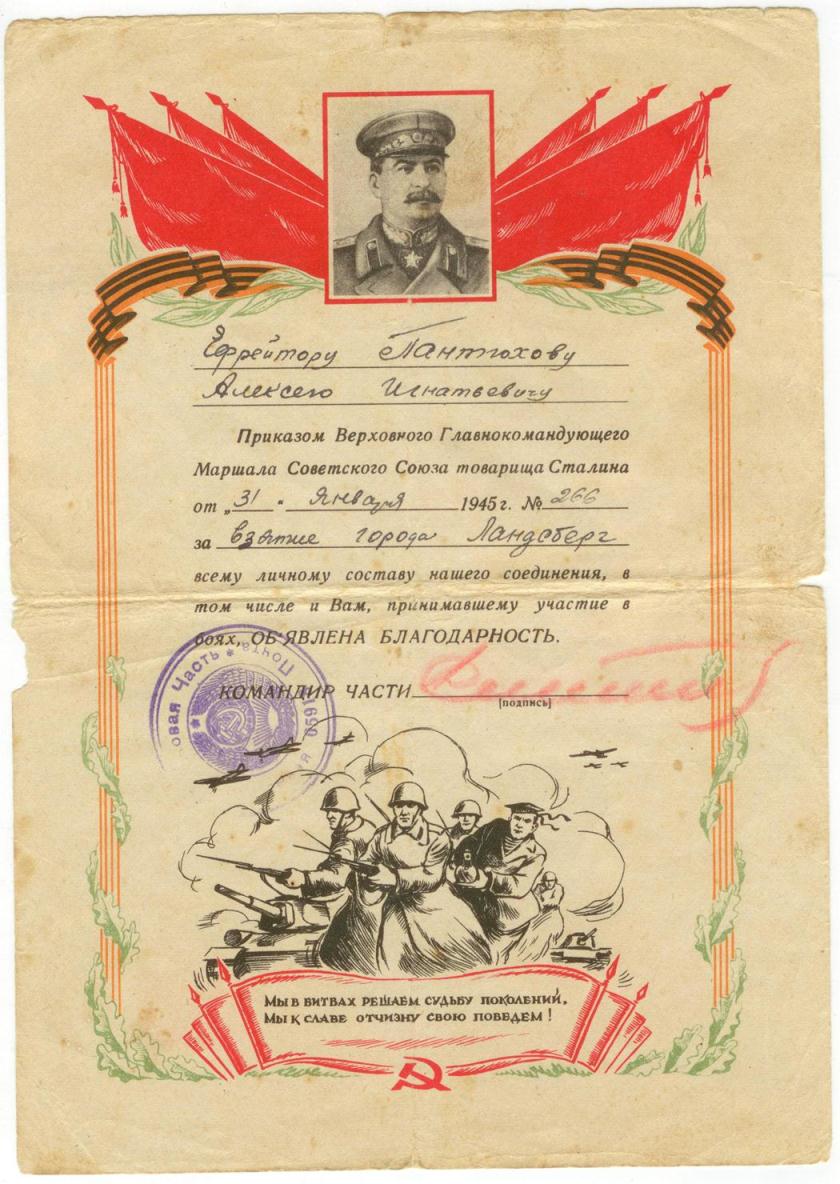 Ефрейтору Пантюхову
Алексею Игнатьевичу
Приказом Верховного Главнокомандующего
Маршала Советского Союза товарища Сталина
от „31" Января 1945 г. № 266
за взятие города Ландсберг
всему личному составу нашего соединения, в
том числе и Вам, принимавшему участие в
боях, ОБ'ЯВЛЕНА БЛАГОДАРНОСТЬ.
КОМАНДИР ЧАСТИ
[подпись]
Часть * Почта *
Мы в битвах решаем судьбу поколений,
Мы к славе отчизну свою поведем!